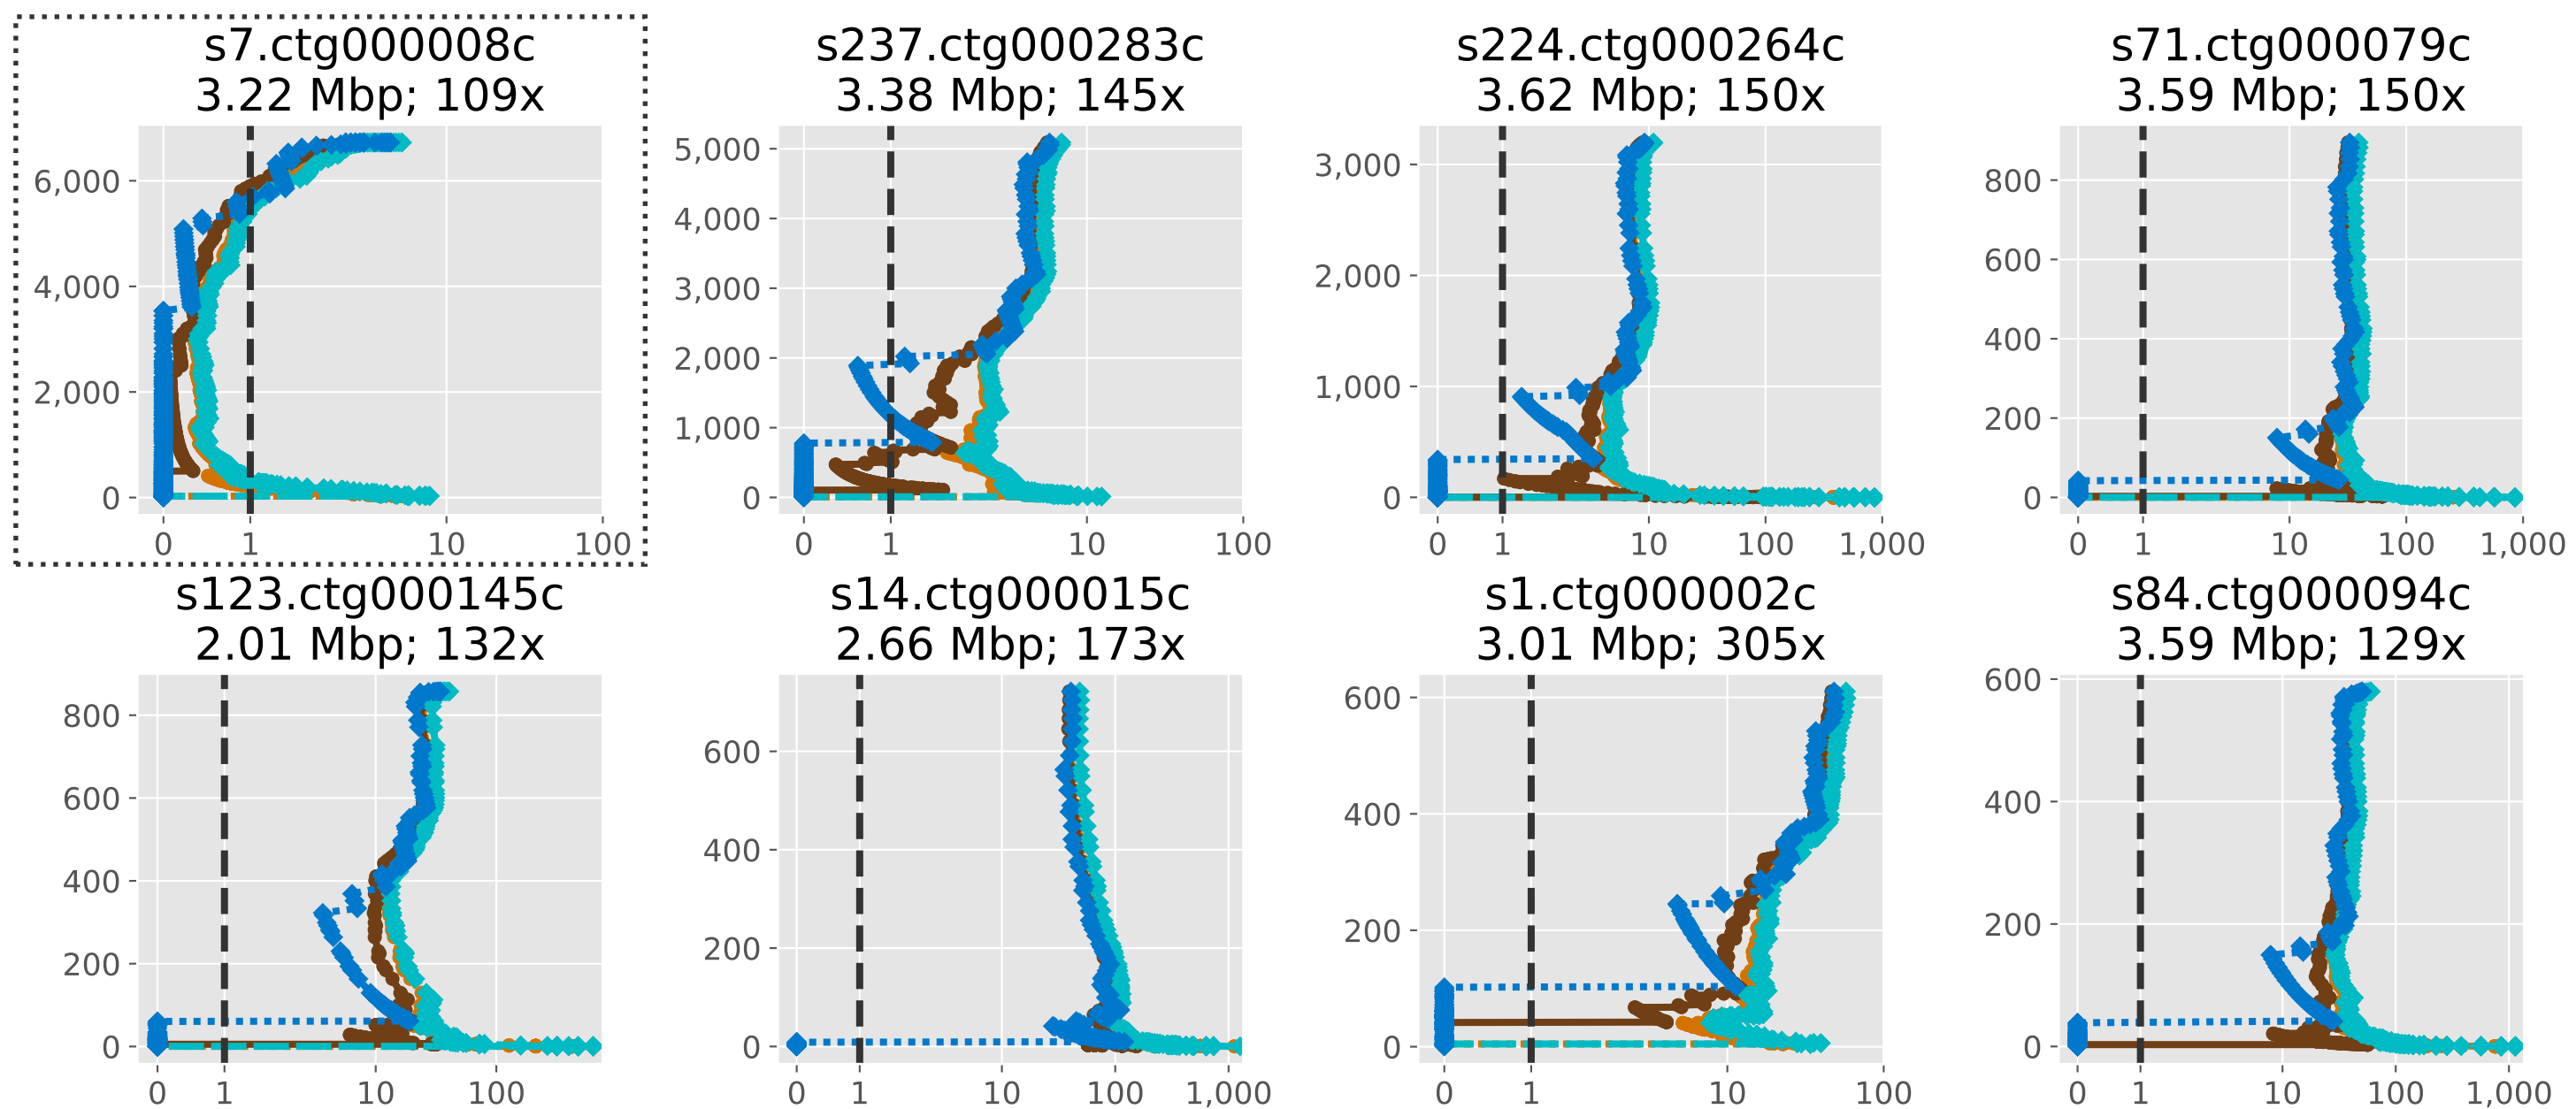 s7.ctg000008c
3.22 Mbp; 109x
6,000
4,000
2,000
0
0 1 10 100
s237.ctg000283c
3.38 Mbp; 145x
5,000
4,000
3,000
2,000
1,000
0
0 1 10 100
s224.ctg000264c
3.62 Mbp; 150x
3,000
2,000
1,000
0
0 1 10 100 1,000
s71.ctg000079c
3.59 Mbp; 150x
800
600
400
200
0
0 1 10 100 1,000
s123.ctg000145c
2.01 Mbp; 132x
800
600
400
200
0
0 1 10 100
s14.ctg000015c
2.66 Mbp; 173x
600
400
200
0
0 1 10 100 1,000
s1.ctg000002c
3.01 Mbp; 305x
600
400
200
0
0 1 10 100
s84.ctg000094c
3.59 Mbp; 129x
600
400
200
0
0 1 10 100 1,000